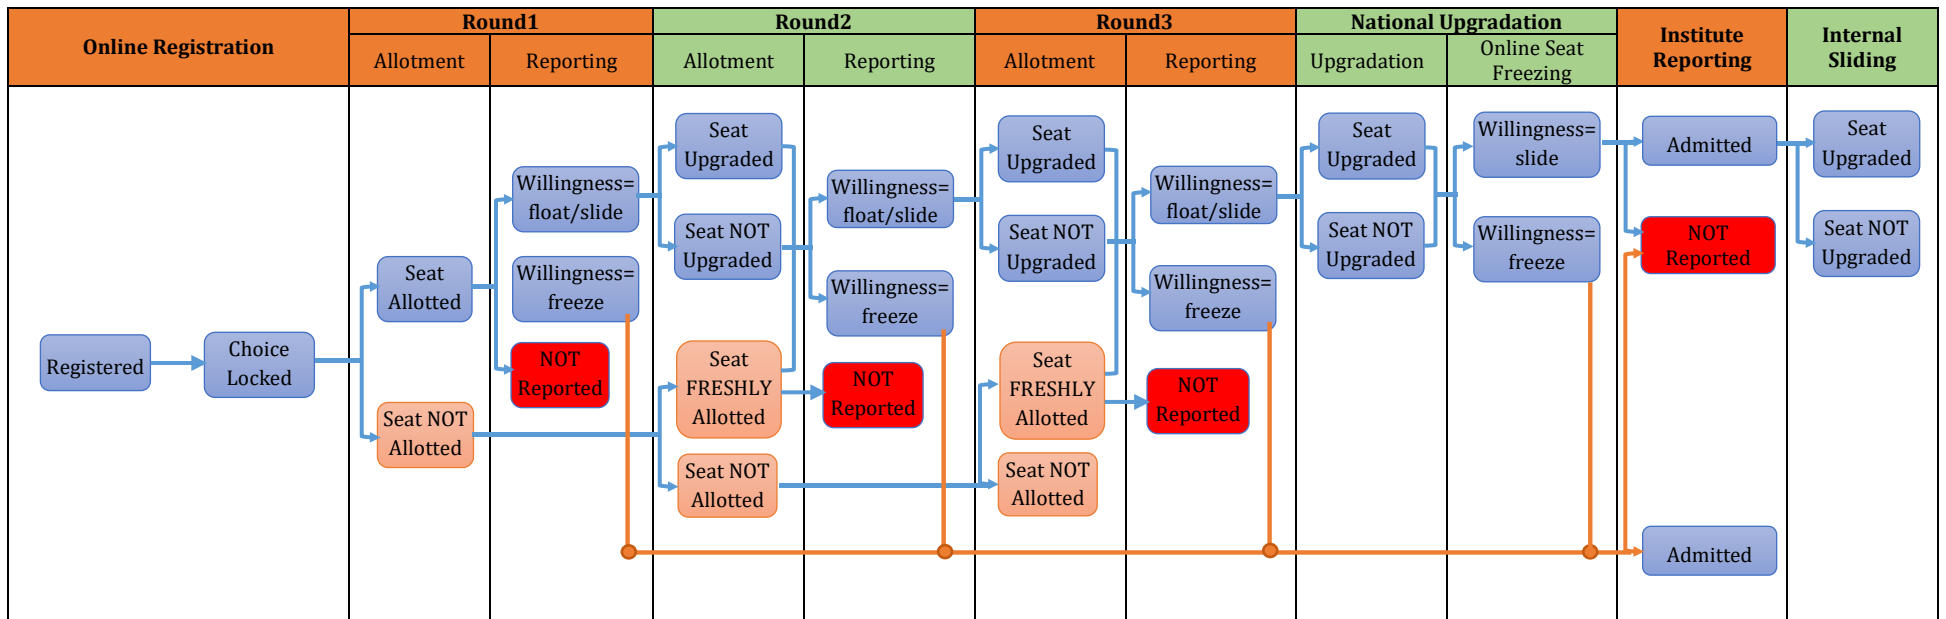 Online Registration
Round1
Round2
Round3
National Upgradation
Institute
Reporting
Internal
Sliding
Allotment
Reporting
Allotment
Reporting
Allotment
Reporting
Upgradation
Online Seat
Freezing
Registered
Choice
Locked
Seat
Allotted
Seat NOT
Allotted
Willingness=
float/slide
Willingness=
freeze
NOT
Reported
Seat
Upgraded
Seat NOT
Upgraded
Seat
FRESHLY
Allotted
Seat NOT
Allotted
Willingness=
float/slide
Willingness=
freeze
NOT
Reported
Seat
Upgraded
Seat NOT
Upgraded
Seat
FRESHLY
Allotted
Seat NOT
Allotted
Willingness=
float/slide
Willingness=
freeze
NOT
Reported
Seat
Upgraded
Seat NOT
Upgraded
Willingness=
slide
Willingness=
freeze
Admitted
NOT
Reported
Admitted
Seat
Upgraded
Seat NOT
Upgraded